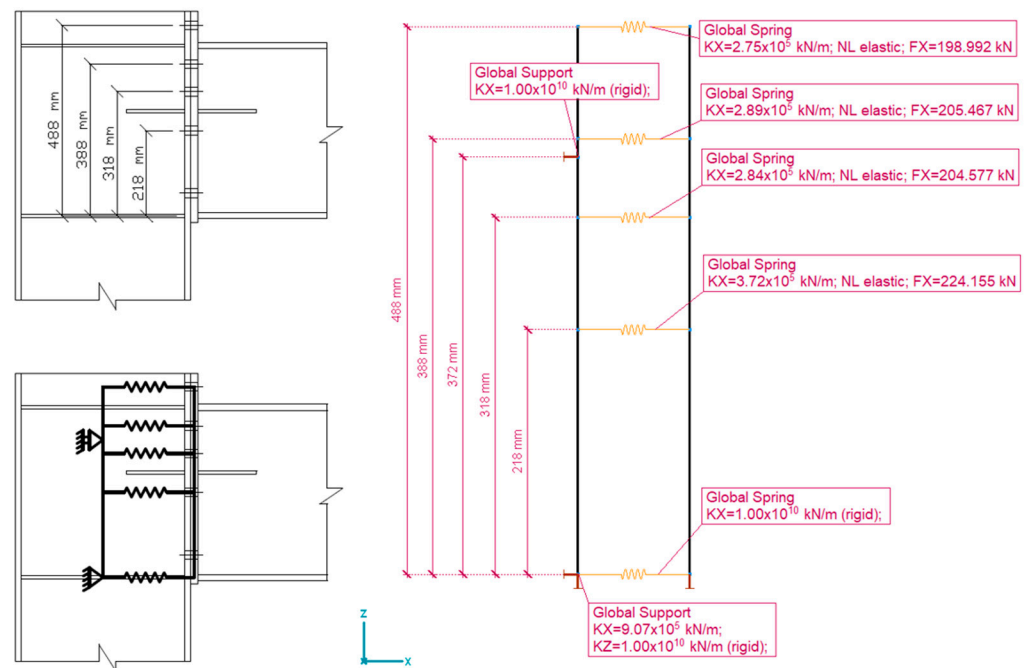 488 mm
388 mm
318 mm
218 mm
Global Spring
KX=2.75x10⁵ kN/m; NL elastic; FX=198.992 kN
Global Support
KX=1.00x10¹⁰ kN/m (rigid);
Global Spring
KX=2.89x10⁵ kN/m; NL elastic; FX=205.467 kN
Global Spring
KX=2.84x10⁵ kN/m; NL elastic; FX=204.577 kN
Global Spring
KX=3.72x10⁵ kN/m; NL elastic; FX=224.155 kN
488 mm
388 mm
372 mm
318 mm
218 mm
Global Spring
KX=1.00x10¹⁰ kN/m (rigid);
Global Support
KX=9.07x10⁵ kN/m;
KZ=1.00x10¹⁰ kN/m (rigid);
z
x